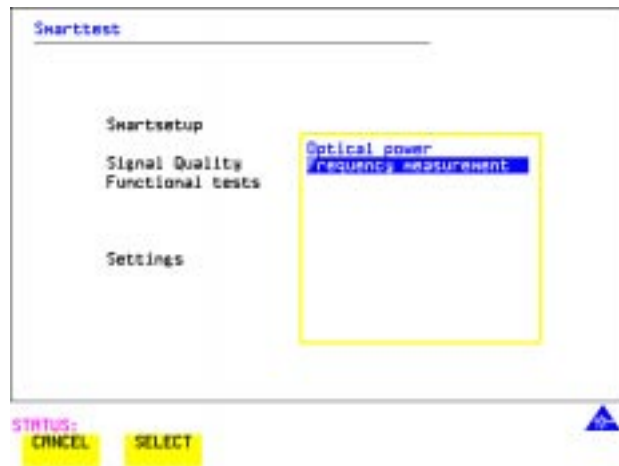 Smarttest
Smartsetup
Optical power
Signal Quality
Frequency measurement
Functional tests
Settings
STATUS:
CANCEL
SELECT